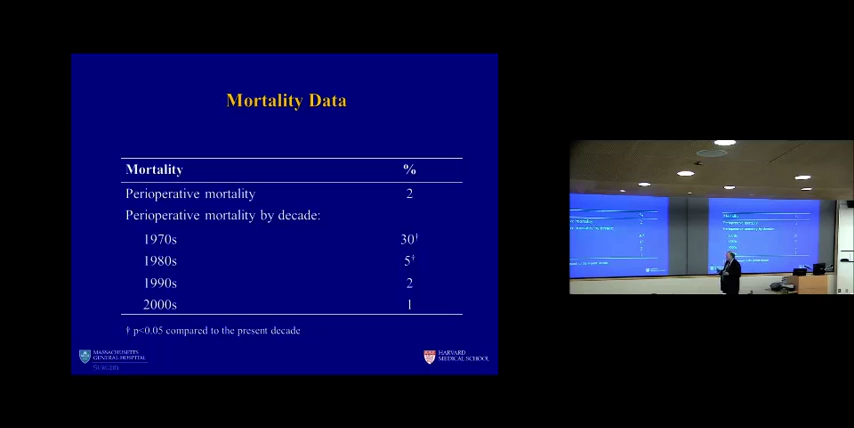 Mortality Data
Mortality %
Perioperative mortality 2
Perioperative mortality by decade:
1970s 30†
1980s 5†
1990s 2
2000s 1
† p<0.05 compared to the present decade
MASSACHUSETTS
GENERAL HOSPITAL
SURGERY
HARVARD
MEDICAL SCHOOL